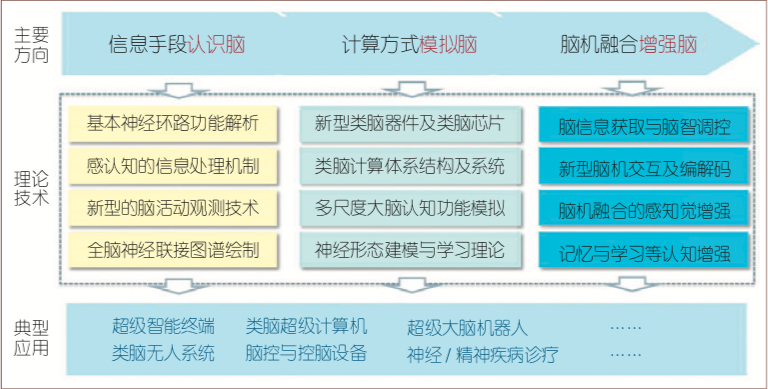 主要
方向
信息手段认识脑
计算方式模拟脑
脑机融合增强脑
理论
技术
基本神经环路功能解析
感认知的信息处理机制
新型的脑活动观测技术
全脑神经联接图谱绘制
新型类脑器件及类脑芯片
类脑计算体系结构及系统
多尺度大脑认知功能模拟
神经形态建模与学习理论
脑信息获取与脑智调控
新型脑机交互及编解码
脑机融合的感知觉增强
记忆与学习等认知增强
典型
应用
超级智能终端 类脑超级计算机 超级大脑机器人 ……
类脑无人系统 脑控与控脑设备 神经/精神疾病诊疗 ……